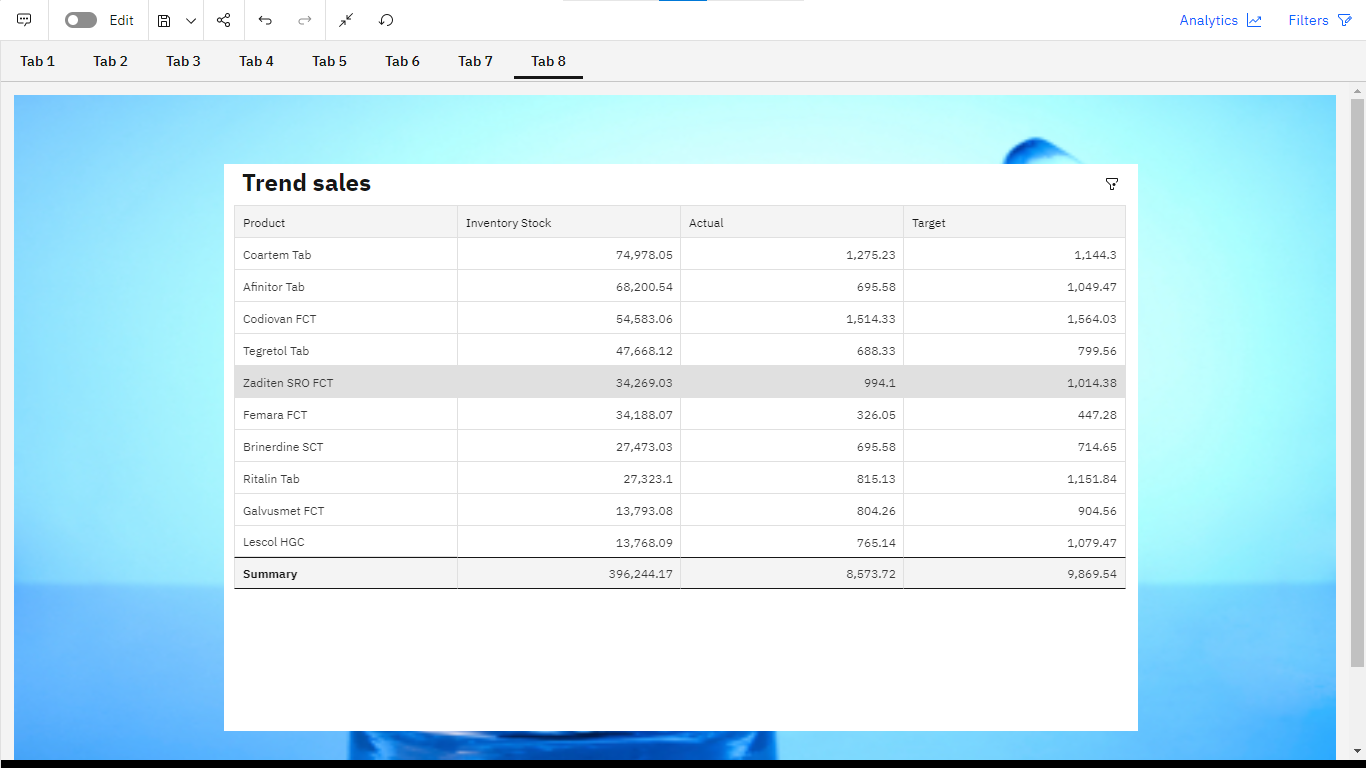 Edit
Analytics
Filters
Tab 1 Tab 2 Tab 3 Tab 4 Tab 5 Tab 6 Tab 7 Tab 8
Trend sales
Product Inventory Stock Actual Target
Coartem Tab 74,978.05 1,275.23 1,144.3
Afinitor Tab 68,200.54 695.58 1,049.47
Codiovan FCT 54,583.06 1,514.33 1,564.03
Tegretol Tab 47,668.12 688.33 799.56
Zaditen SRO FCT 34,269.03 994.1 1,014.38
Femara FCT 34,188.07 326.05 447.28
Brinerdine SCT 27,473.03 695.58 714.65
Ritalin Tab 27,323.1 815.13 1,151.84
Galvusmet FCT 13,793.08 804.26 904.56
Lescol HGC 13,768.09 765.14 1,079.47
Summary 396,244.17 8,573.72 9,869.54